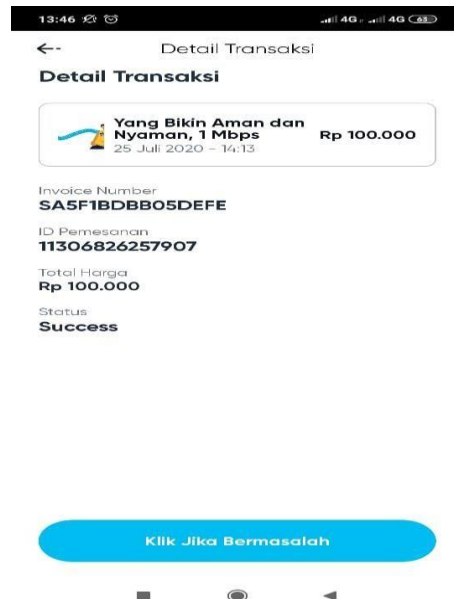 13:46 4G 4G 63
Detail Transaksi
Detail Transaksi
Yang Bikin Aman dan
Nyaman, 1 Mbps Rp 100.000
25 Juli 2020 - 14:13
Invoice Number
SA5F1BDBB05DEFE
ID Pemesanan
11306826257907
Total Harga
Rp 100.000
Status
Success
Klik Jika Bermasalah